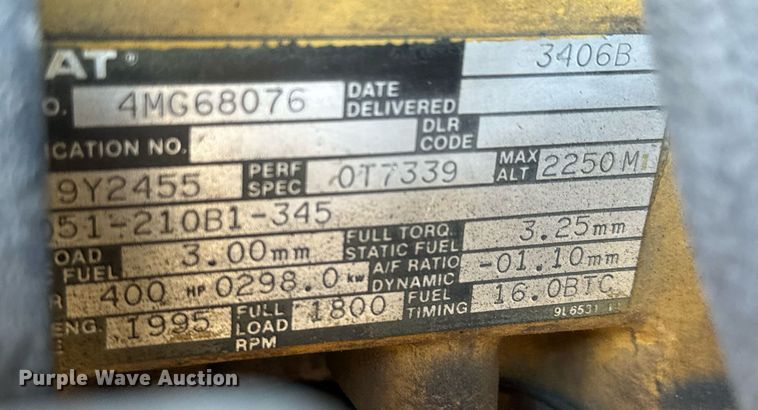 AT® 3406B
O. 4MG68076 DATE DELIVERED
ICATION NO. DLR CODE
9Y2455 PERF SPEC 0T7339 MAX ALT 2250 M
051-210B1-345
OAD FUEL 3.00mm FULL TORQ. STATIC FUEL 3.25mm
R 400 HP 0298.0 kw A/F RATIO DYNAMIC -01.10mm
ENG. 1995 FULL LOAD RPM 1800 FUEL TIMING 16.0BTC
9L6531
Purple Wave Auction